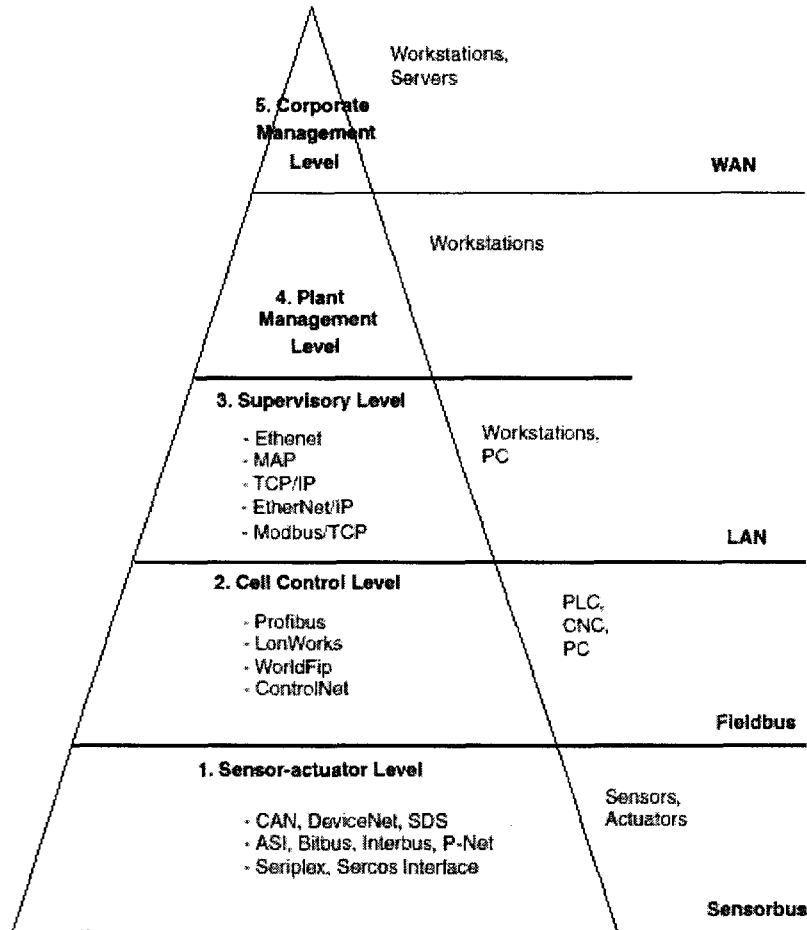 Workstations,
Servers
5. Corporate
Management
Level
WAN
Workstations
4. Plant
Management
Level
3. Supervisory Level
- Ethenet
- MAP
- TCP/IP
- EtherNet/IP
- Modbus/TCP
Workstations,
PC
LAN
2. Cell Control Level
- Profibus
- LonWorks
- WorldFip
- ControlNet
PLC,
CNC,
PC
Fieldbus
1. Sensor-actuator Level
- CAN, DeviceNet, SDS
- ASI, Bitbus, Interbus, P-Net
- Seriplex, Sercos Interface
Sensors,
Actuators
Sensorbus